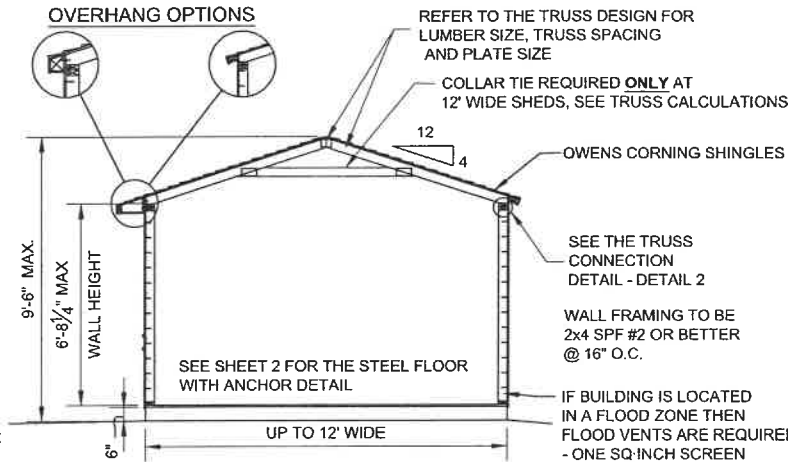 OVERHANG OPTIONS
REFER TO THE TRUSS DESIGN FOR
LUMBER SIZE, TRUSS SPACING
AND PLATE SIZE
COLLAR TIE REQUIRED ONLY AT
12' WIDE SHEDS, SEE TRUSS CALCULATIONS
12
4
OWENS CORNING SHINGLES
9'-6" MAX.
6'-8¼" MAX
WALL HEIGHT
SEE THE TRUSS
CONNECTION
DETAIL - DETAIL 2
WALL FRAMING TO BE
2x4 SPF #2 OR BETTER
@ 16" O.C.
SEE SHEET 2 FOR THE STEEL FLOOR
WITH ANCHOR DETAIL
IF BUILDING IS LOCATED
IN A FLOOD ZONE THEN
FLOOD VENTS ARE REQUIRED
- ONE SQ INCH SCREEN
6"
UP TO 12' WIDE